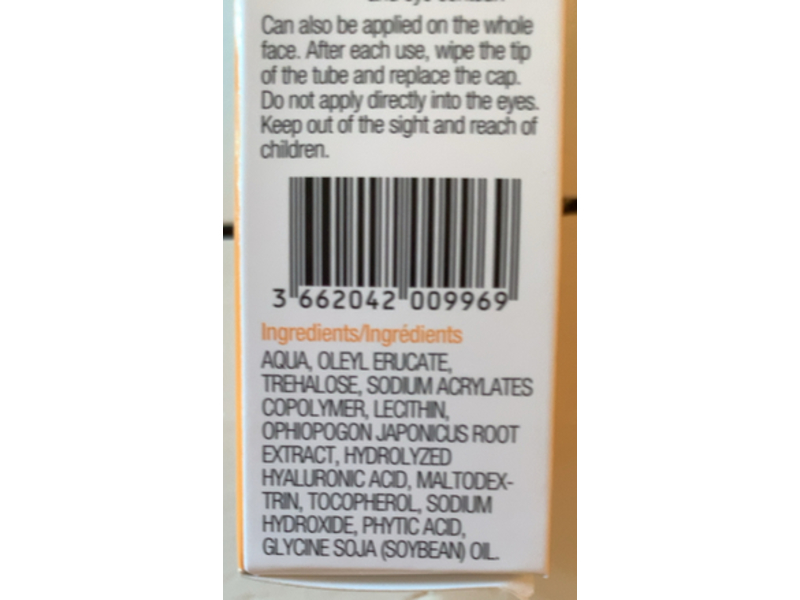 Can also be applied on the whole
face. After each use, wipe the tip
of the tube and replace the cap.
Do not apply directly into the eyes.
Keep out of the sight and reach of
children.
3 662042 009969
Ingredients/Ingrédients
AQUA, OLEYL ERUCATE,
TREHALOSE, SODIUM ACRYLATES
COPOLYMER, LECITHIN,
OPHIOPOGON JAPONICUS ROOT
EXTRACT, HYDROLYZED
HYALURONIC ACID, MALTODEX-
TRIN, TOCOPHEROL, SODIUM
HYDROXIDE, PHYTIC ACID,
GLYCINE SOJA (SOYBEAN) OIL.